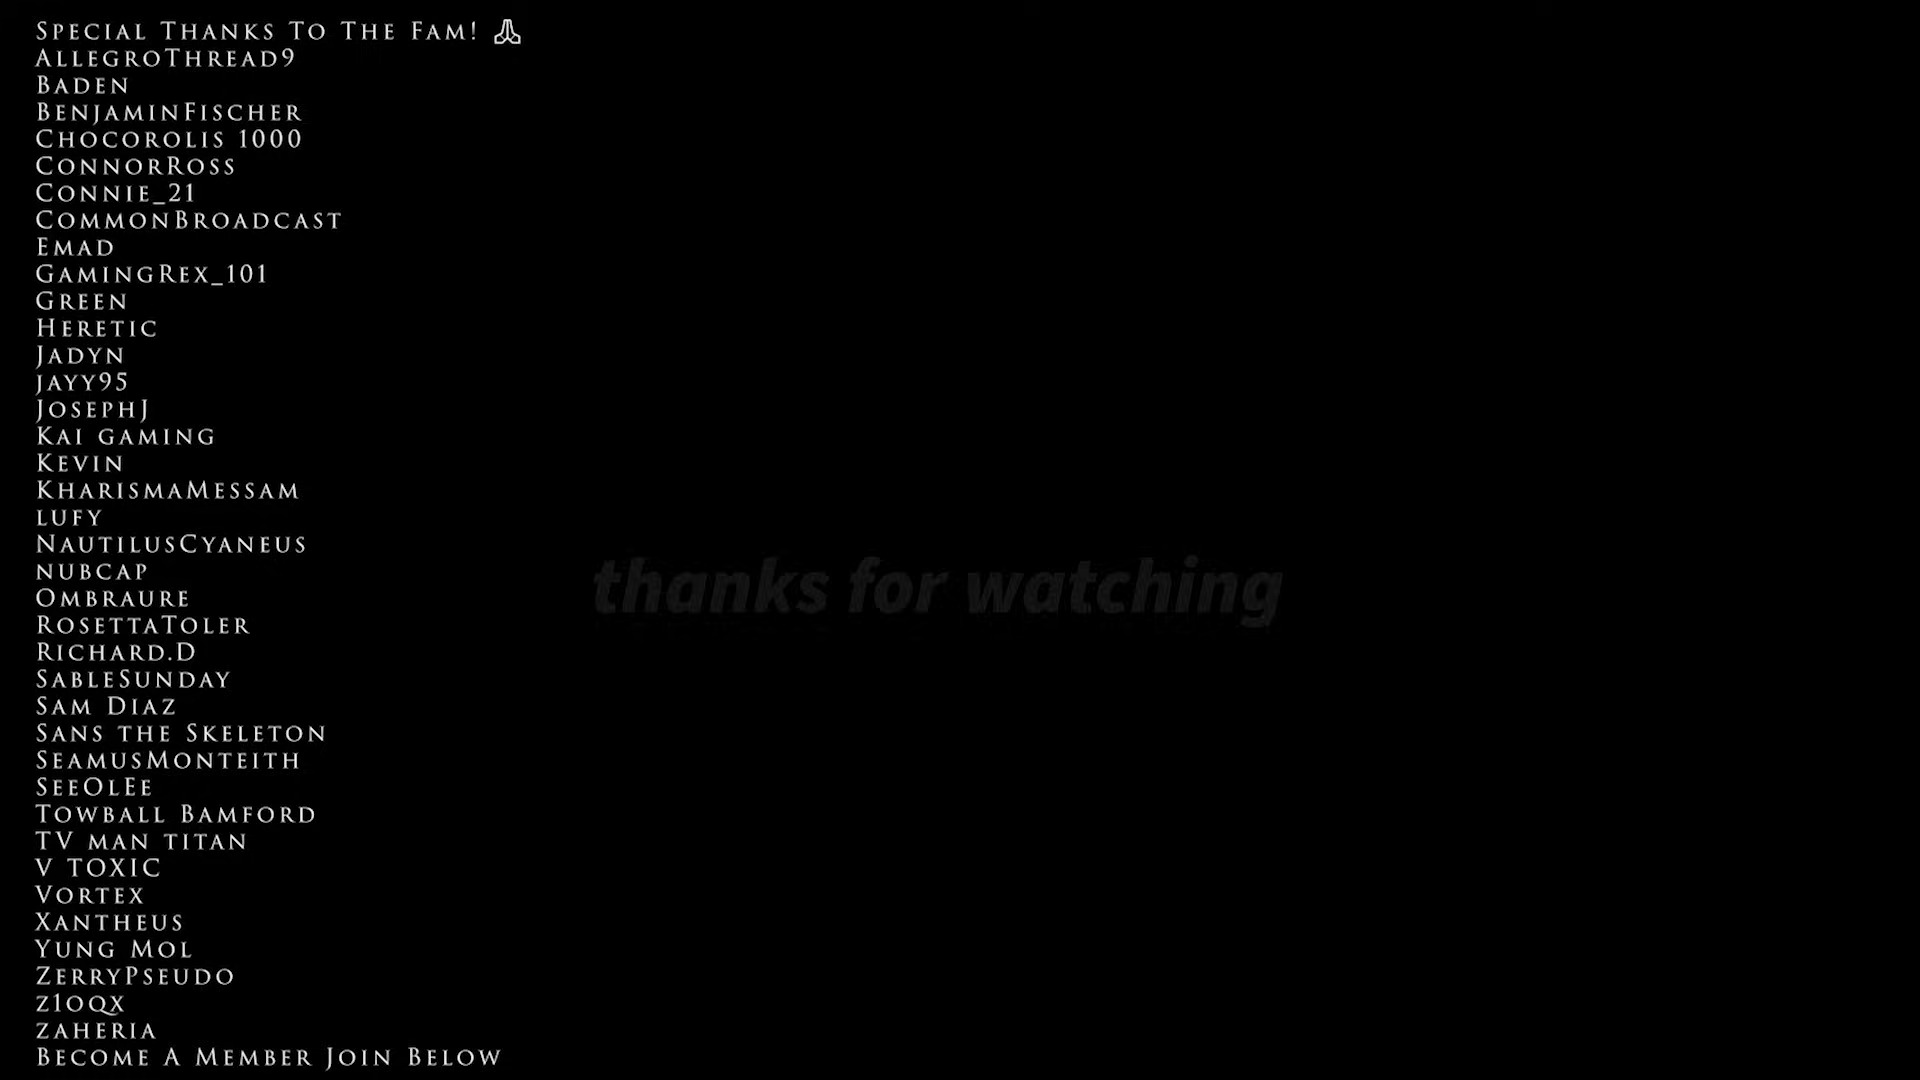 Special Thanks To The Fam! 🙏
AllegroThread9
Baden
BenjaminFischer
Chocorolis 1000
ConnorRoss
Connie_21
CommonBroadcast
Emad
GamingRex_101
Green
Heretic
Jadyn
jayy95
JosephJ
Kai gaming
Kevin
KharismaMessam
lufy
NautilusCyaneus
nubcap
Ombraure
RosettaToler
Richard.D
SableSunday
Sam Diaz
Sans the Skeleton
SeamusMonteith
SeeOlEe
Towball Bamford
TV man titan
v TOXIC
Vortex
Xantheus
Yung Mol
ZerryPseudo
z1oqx
zaheria
Become A Member Join Below
thanks for watching